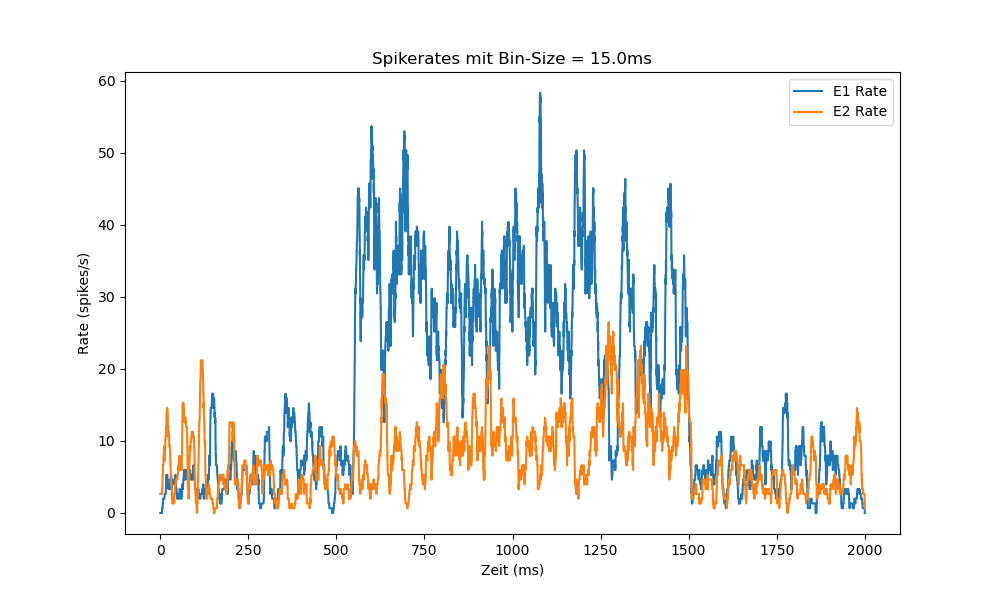 Spikerates mit Bin-Size = 15.0ms
E1 Rate
E2 Rate
60
50
40
30
20
10
0
Rate (spikes/s)
0 250 500 750 1000 1250 1500 1750 2000
Zeit (ms)